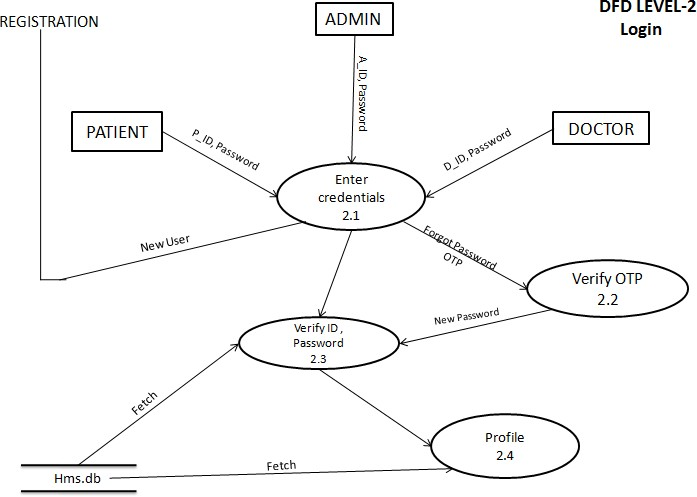 DFD LEVEL-2
Login
REGISTRATION
ADMIN
A_ID, Password
PATIENT
P_ID, Password
DOCTOR
D_ID, Password
Enter
credentials
2.1
New User
Forgot Password
OTP
Verify OTP
2.2
New Password
Verify ID ,
Password
2.3
Fetch
Profile
2.4
Fetch
Hms.db